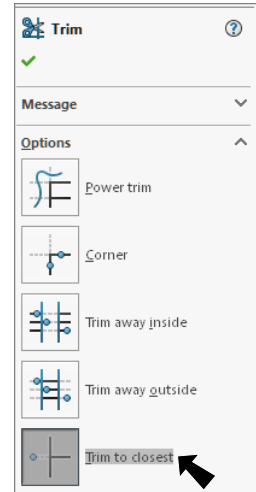 Trim
?
Message
Options
Power trim
Corner
Trim away inside
Trim away outside
Trim to closest